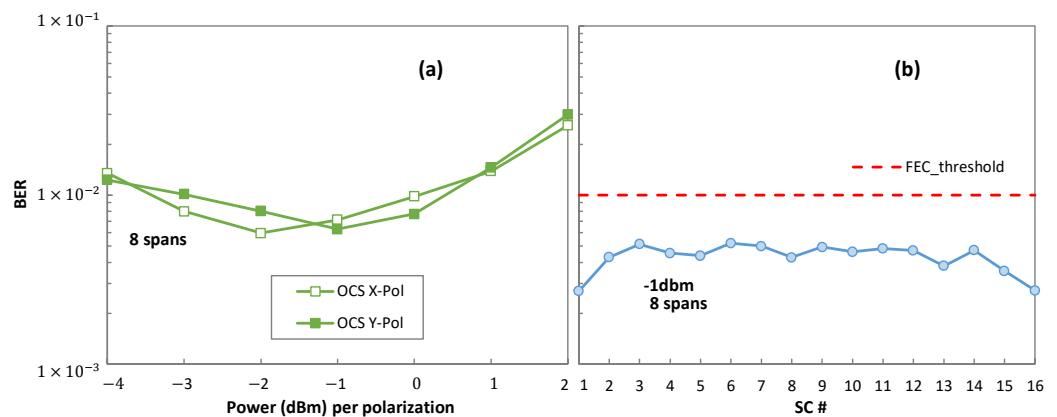 1 × 10⁻¹
(a)
(b)
BER
FEC_threshold
1 × 10⁻²
8 spans
-1dbm
8 spans
OCS X-Pol
OCS Y-Pol
1 × 10⁻³
−4 −3 −2 −1 0 1 2
1 2 3 4 5 6 7 8 9 10 11 12 13 14 15 16
Power (dBm) per polarization
SC #